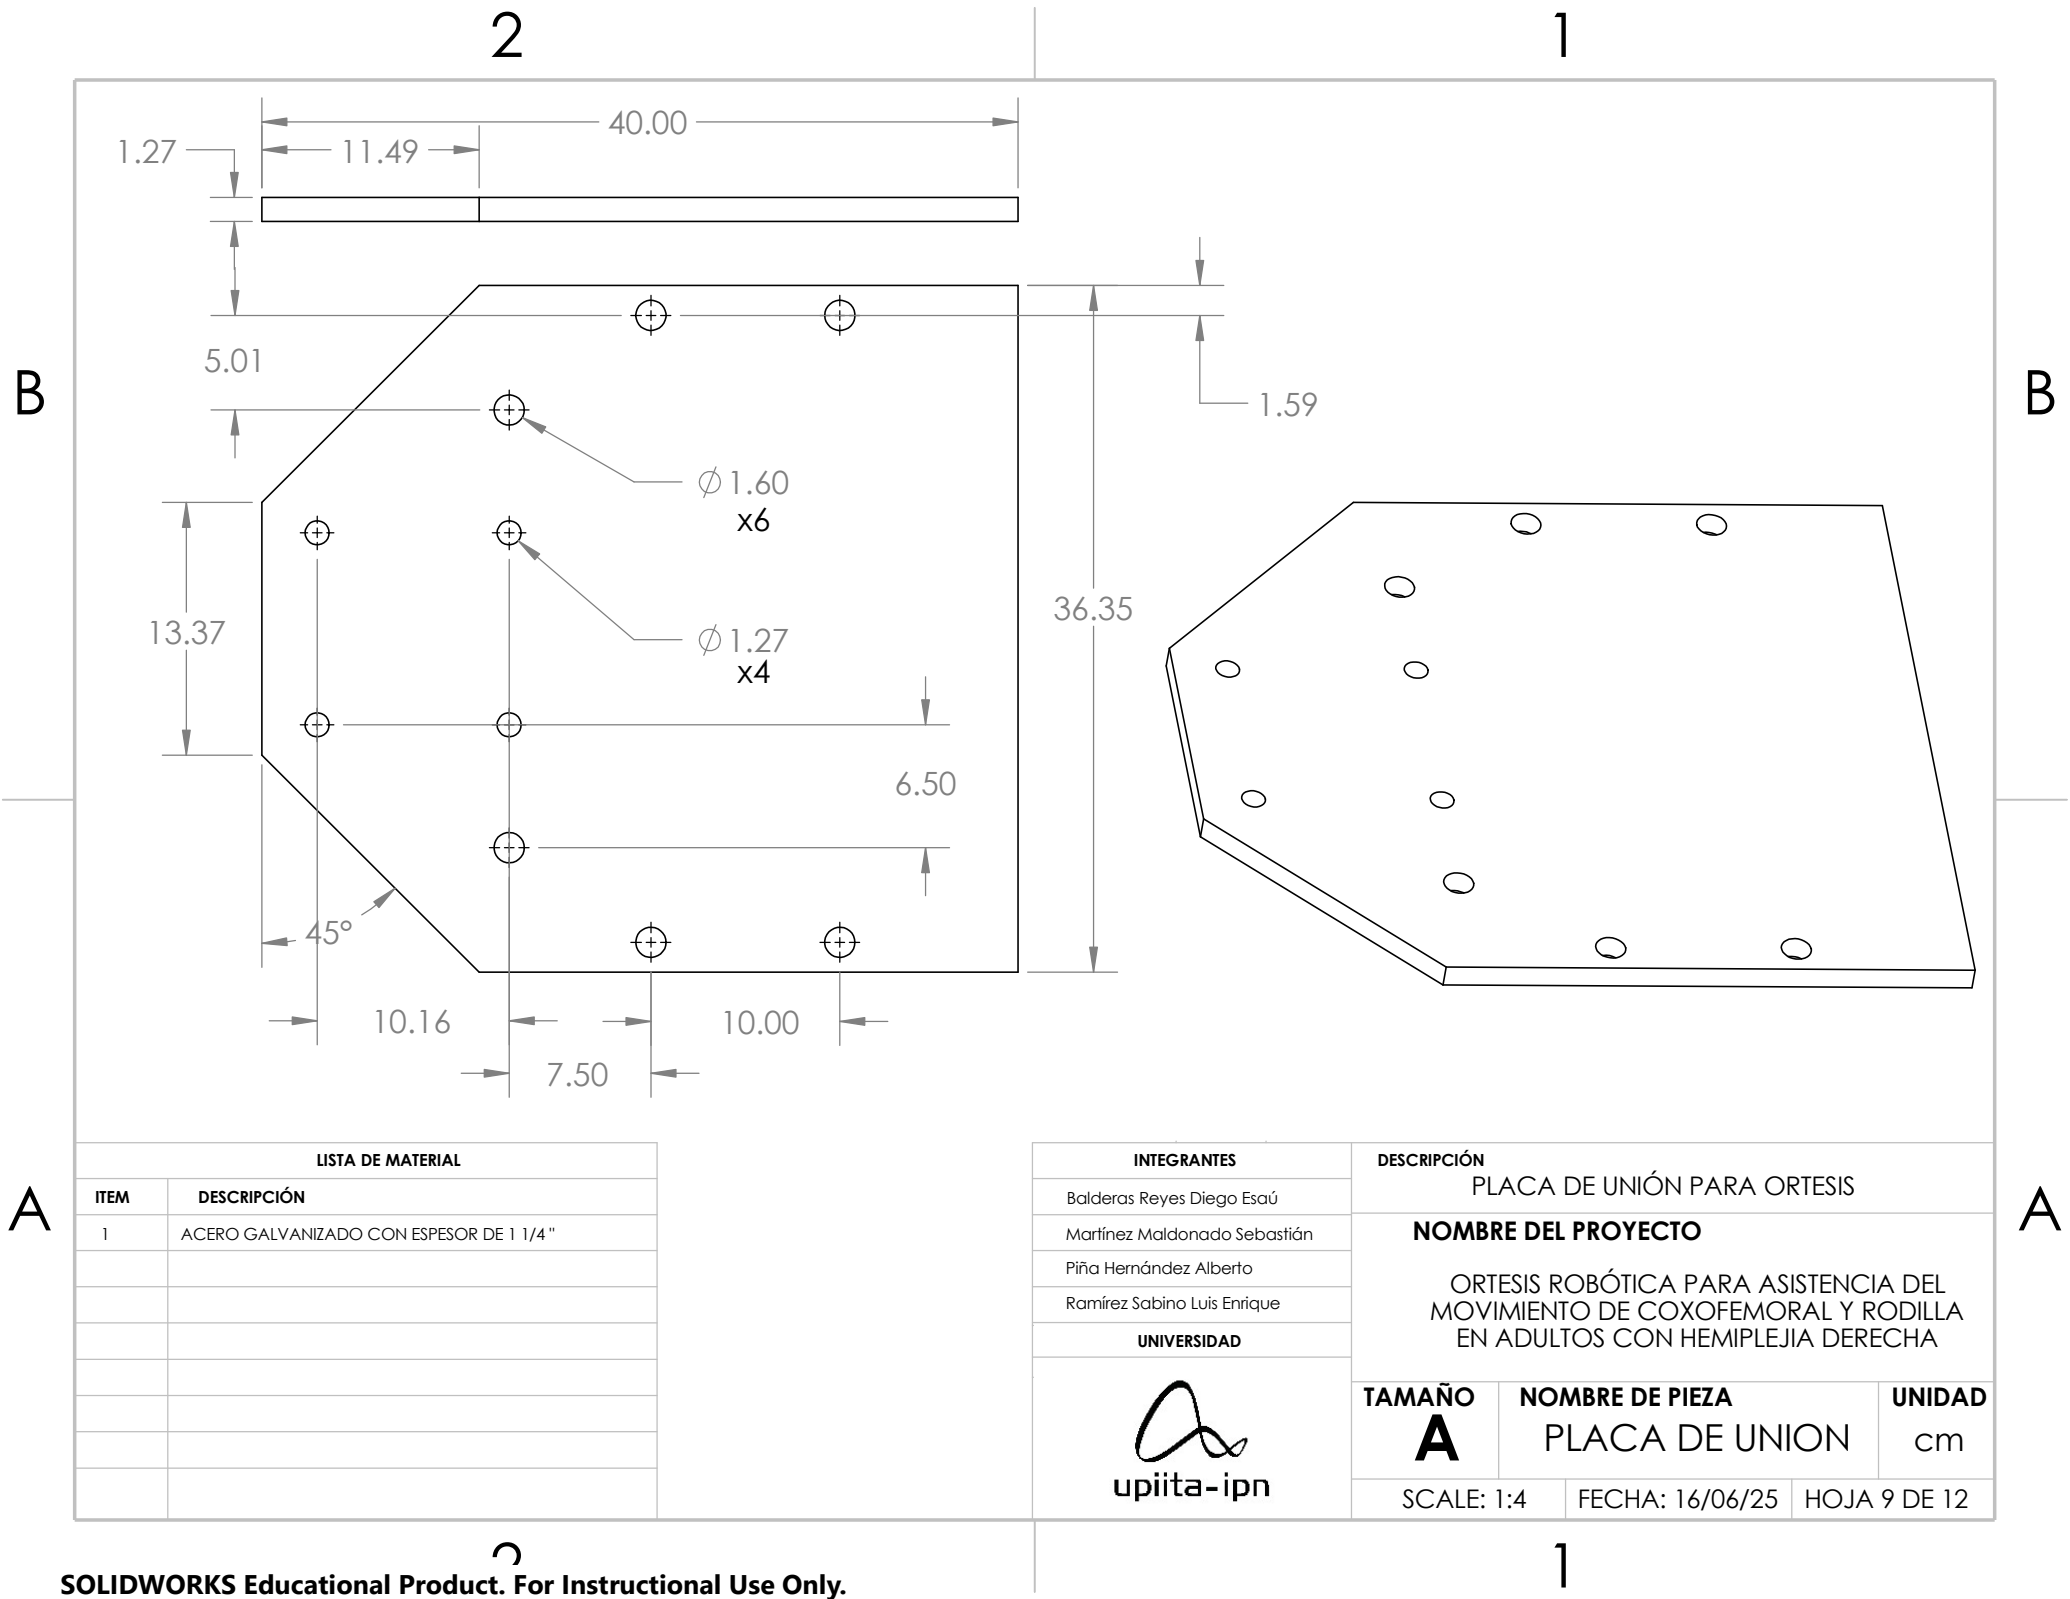 2
1
40.00
1.27
11.49
B
B
5.01
1.59
⌀1.60
x6
36.35
13.37
⌀1.27
x4
6.50
45°
10.16
10.00
7.50
LISTA DE MATERIAL
ITEM
DESCRIPCIÓN
1
ACERO GALVANIZADO CON ESPESOR DE 1 1/4 "
A
A
INTEGRANTES
Balderas Reyes Diego Esaú
Martínez Maldonado Sebastián
Piña Hernández Alberto
Ramírez Sabino Luis Enrique
UNIVERSIDAD
upiita-ipn
DESCRIPCIÓN
PLACA DE UNIÓN PARA ORTESIS
NOMBRE DEL PROYECTO
ORTESIS ROBÓTICA PARA ASISTENCIA DEL
MOVIMIENTO DE COXOFEMORAL Y RODILLA
EN ADULTOS CON HEMIPLEJIA DERECHA
TAMAÑO
A
NOMBRE DE PIEZA
PLACA DE UNION
UNIDAD
cm
SCALE: 1:4
FECHA: 16/06/25
HOJA 9 DE 12
2
1
SOLIDWORKS Educational Product. For Instructional Use Only.